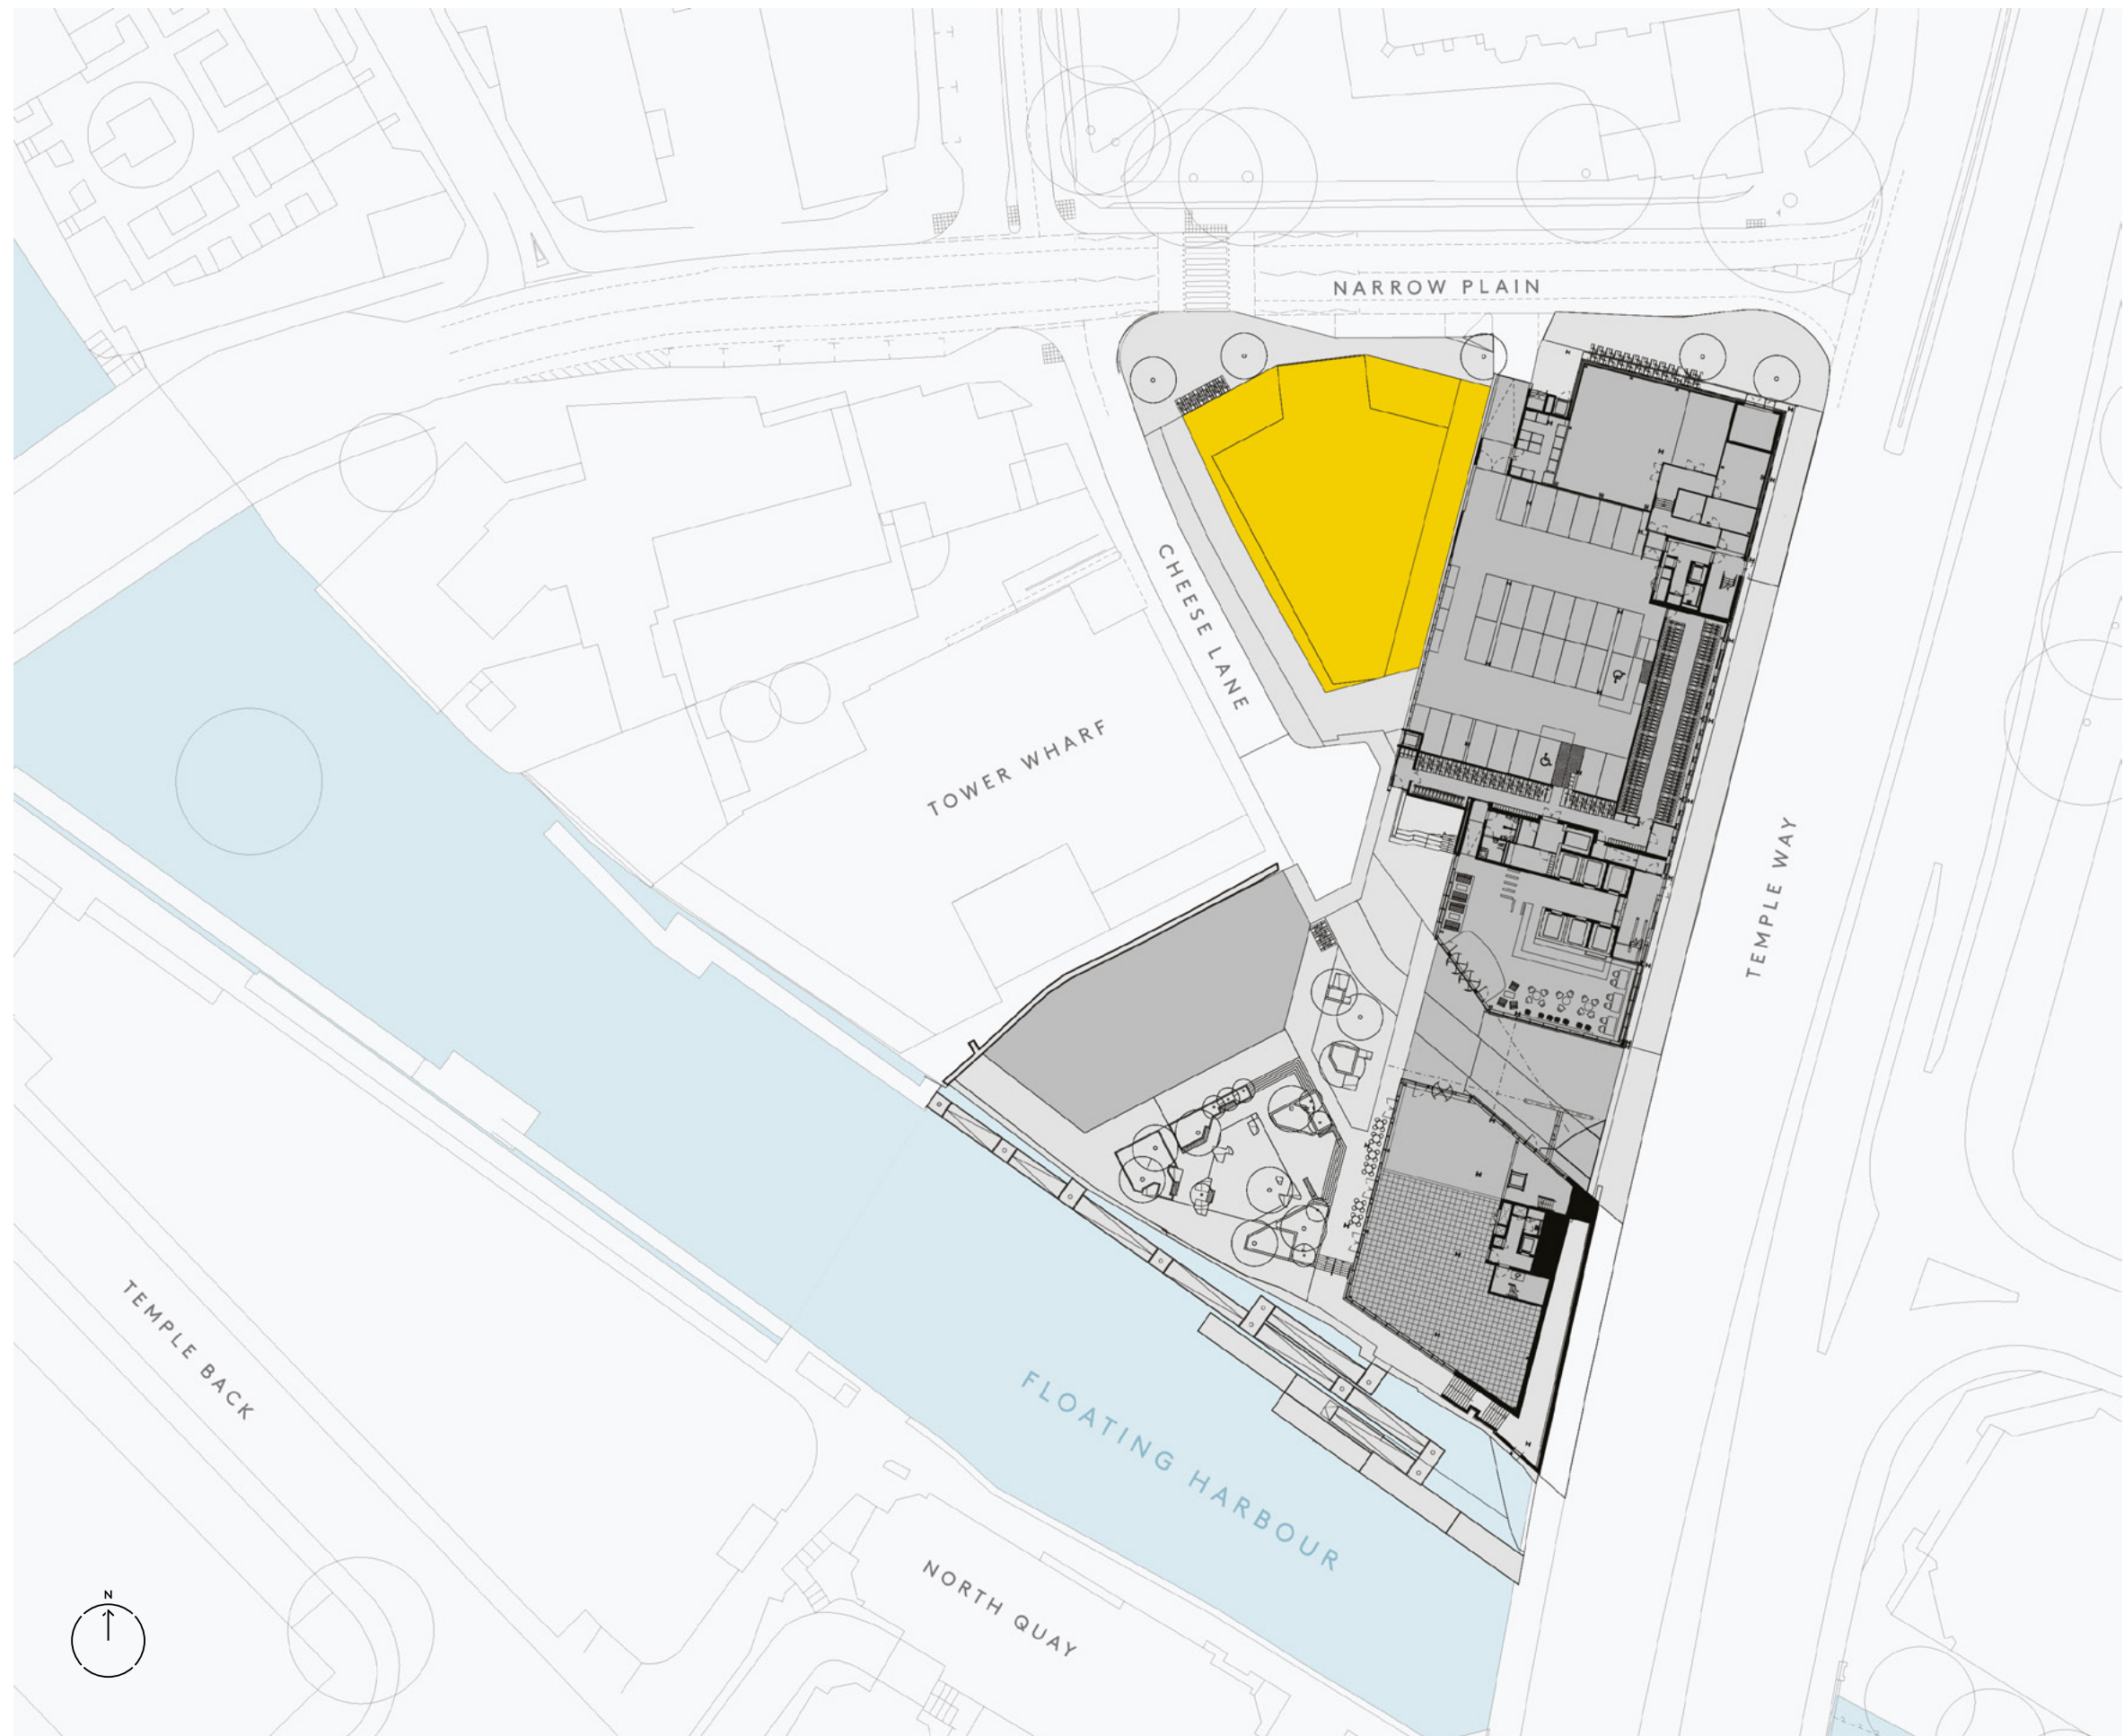 NARROW PLAIN
CHEESE LANE
TOWER WHARF
TEMPLE WAY
TEMPLE BACK
FLOATING HARBOUR
NORTH QUAY
N